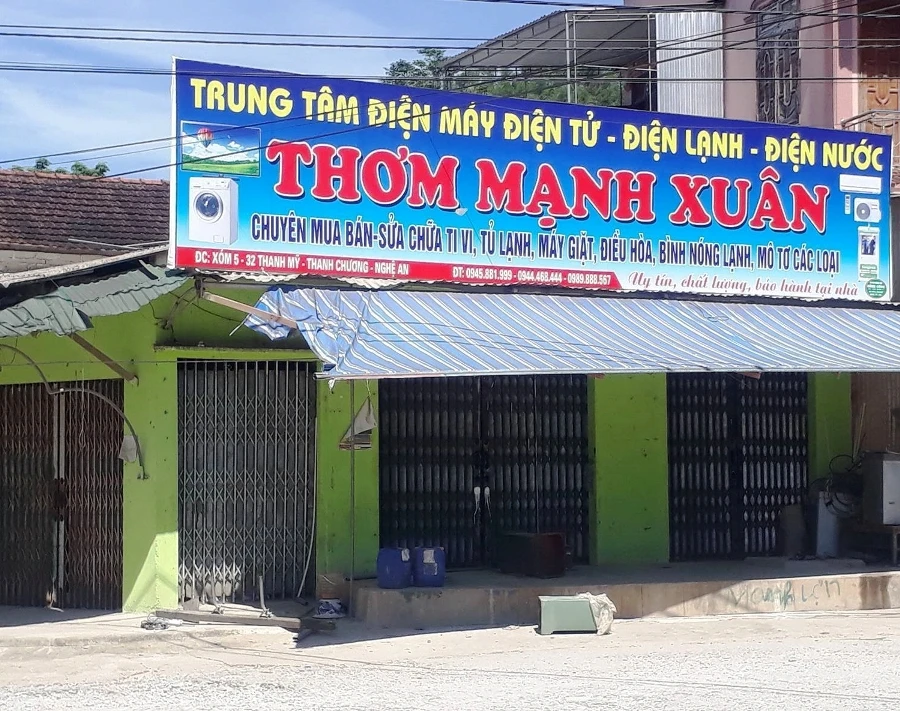 TRUNG TÂM ĐIỆN MÁY ĐIỆN TỬ - ĐIỆN LẠNH - ĐIỆN NƯỚC
THƠM MẠNH XUÂN
CHUYÊN MUA BÁN-SỬA CHỮA TI VI, TỦ LẠNH, MÁY GIẶT, ĐIỀU HÒA, BÌNH NÓNG LẠNH, MÔ TƠ CÁC LOẠI
ĐC: XÓM 5 - 32 THANH MỸ - THANH CHƯƠNG - NGHỆ AN ĐT: 0945.881.999 - 0944.468.444 - 0989.888.567 Uy tín, chất lượng, bảo hành tại nhà